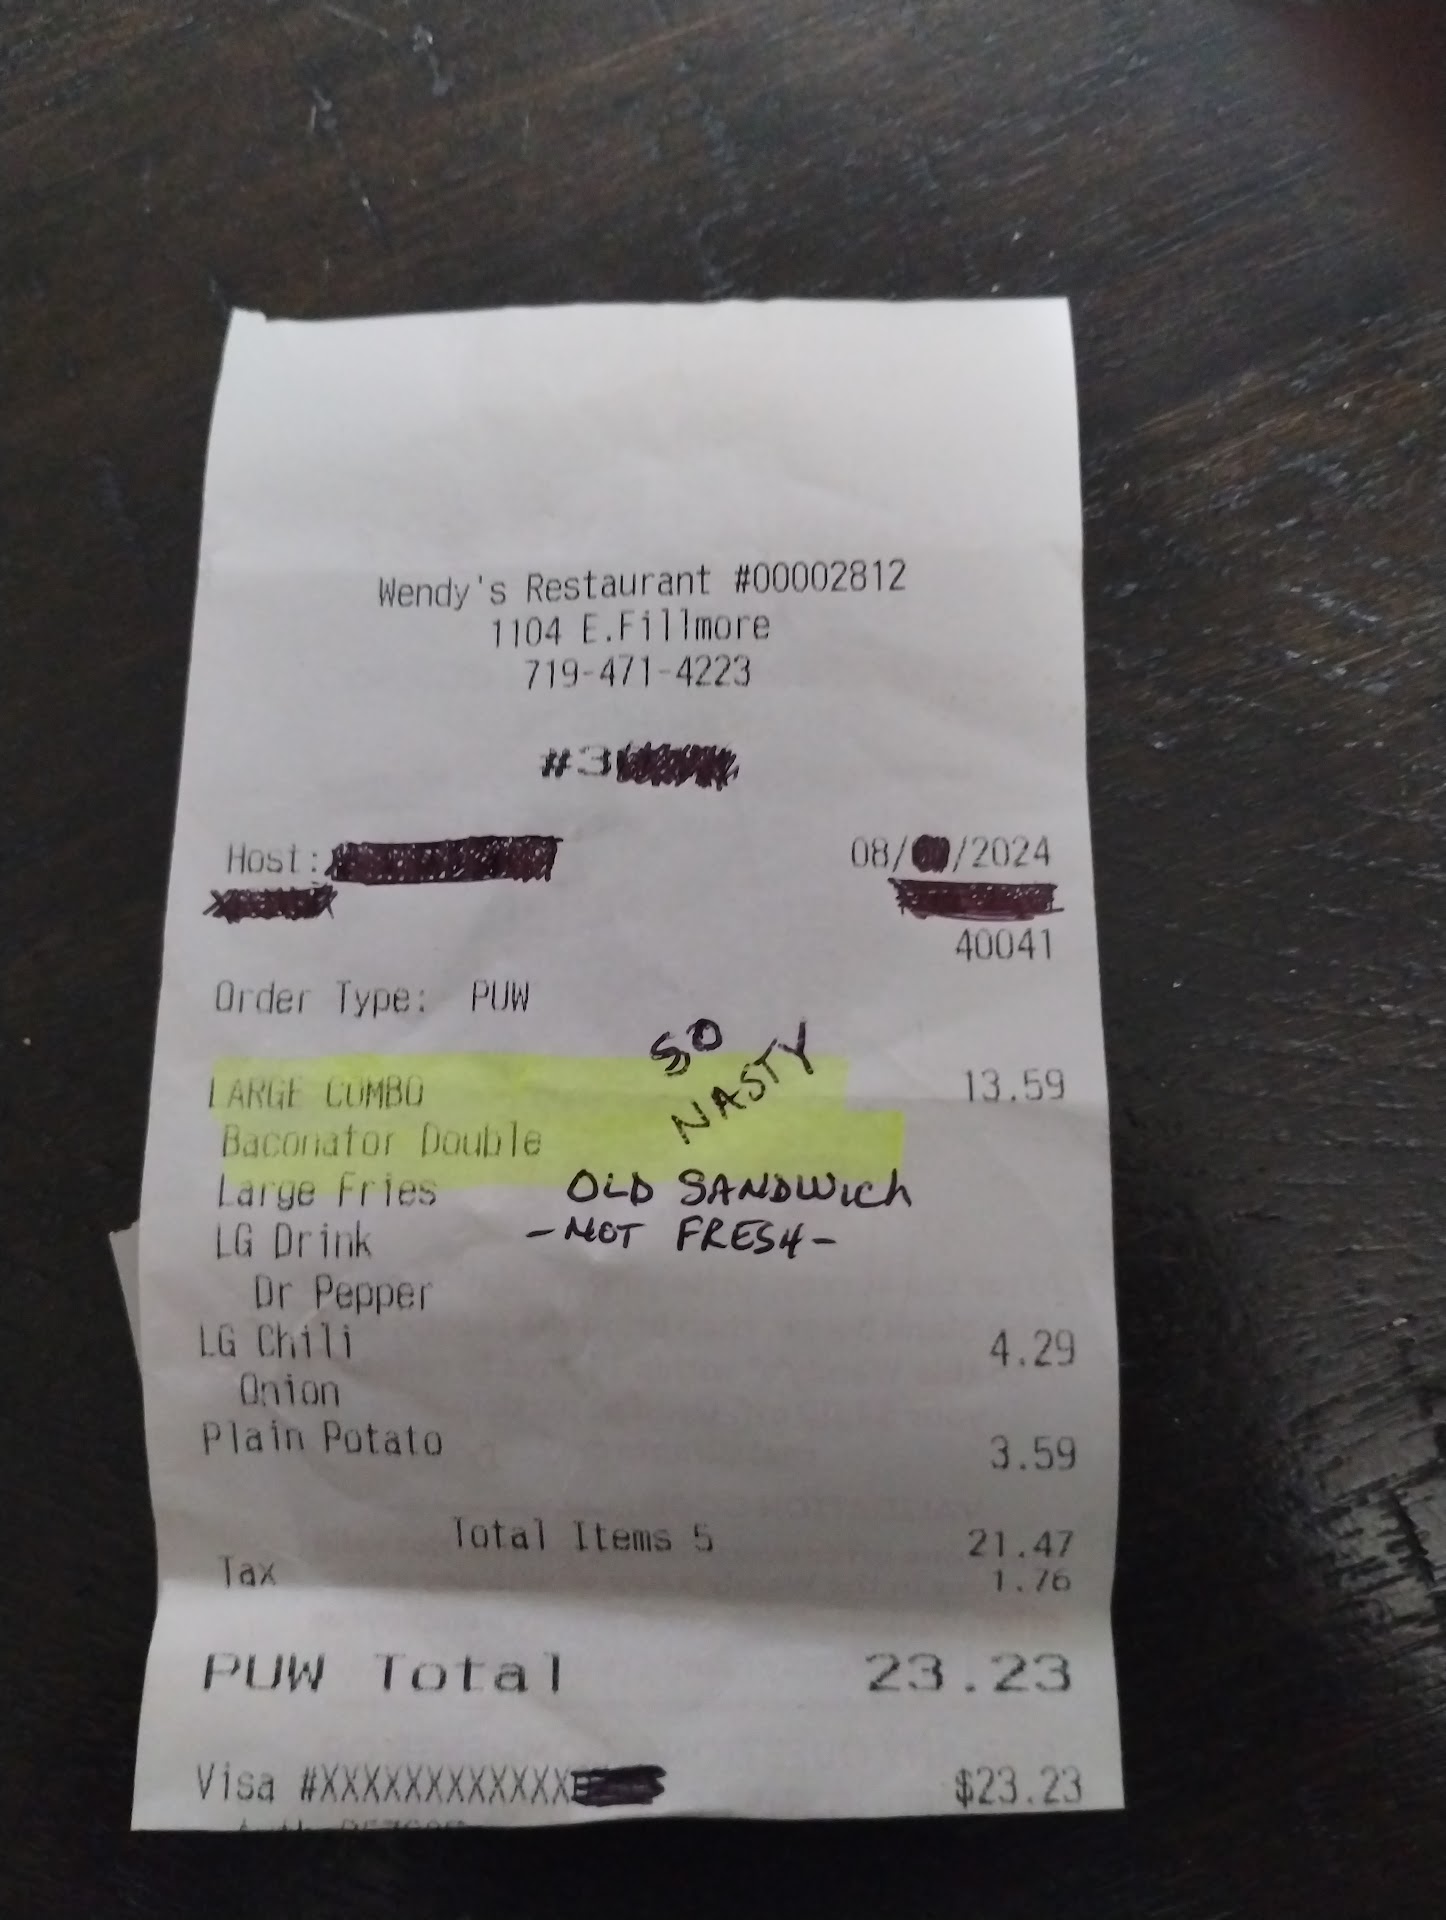 Wendy's Restaurant #00002812
1104 E.Fillmore
719-471-4223
#3
Host: 08/ /2024
40041
Order Type: PUW
SO
NASTY
LARGE COMBO 13.59
Baconator Double
Large Fries OLD SANDWICH
LG Drink -NOT FRESH-
Dr Pepper
LG Chili 4.29
Onion
Plain Potato 3.59
Total Items 5 21.47
Tax 1.76
PUW Total 23.23
Visa #XXXXXXXXXXXX $23.23